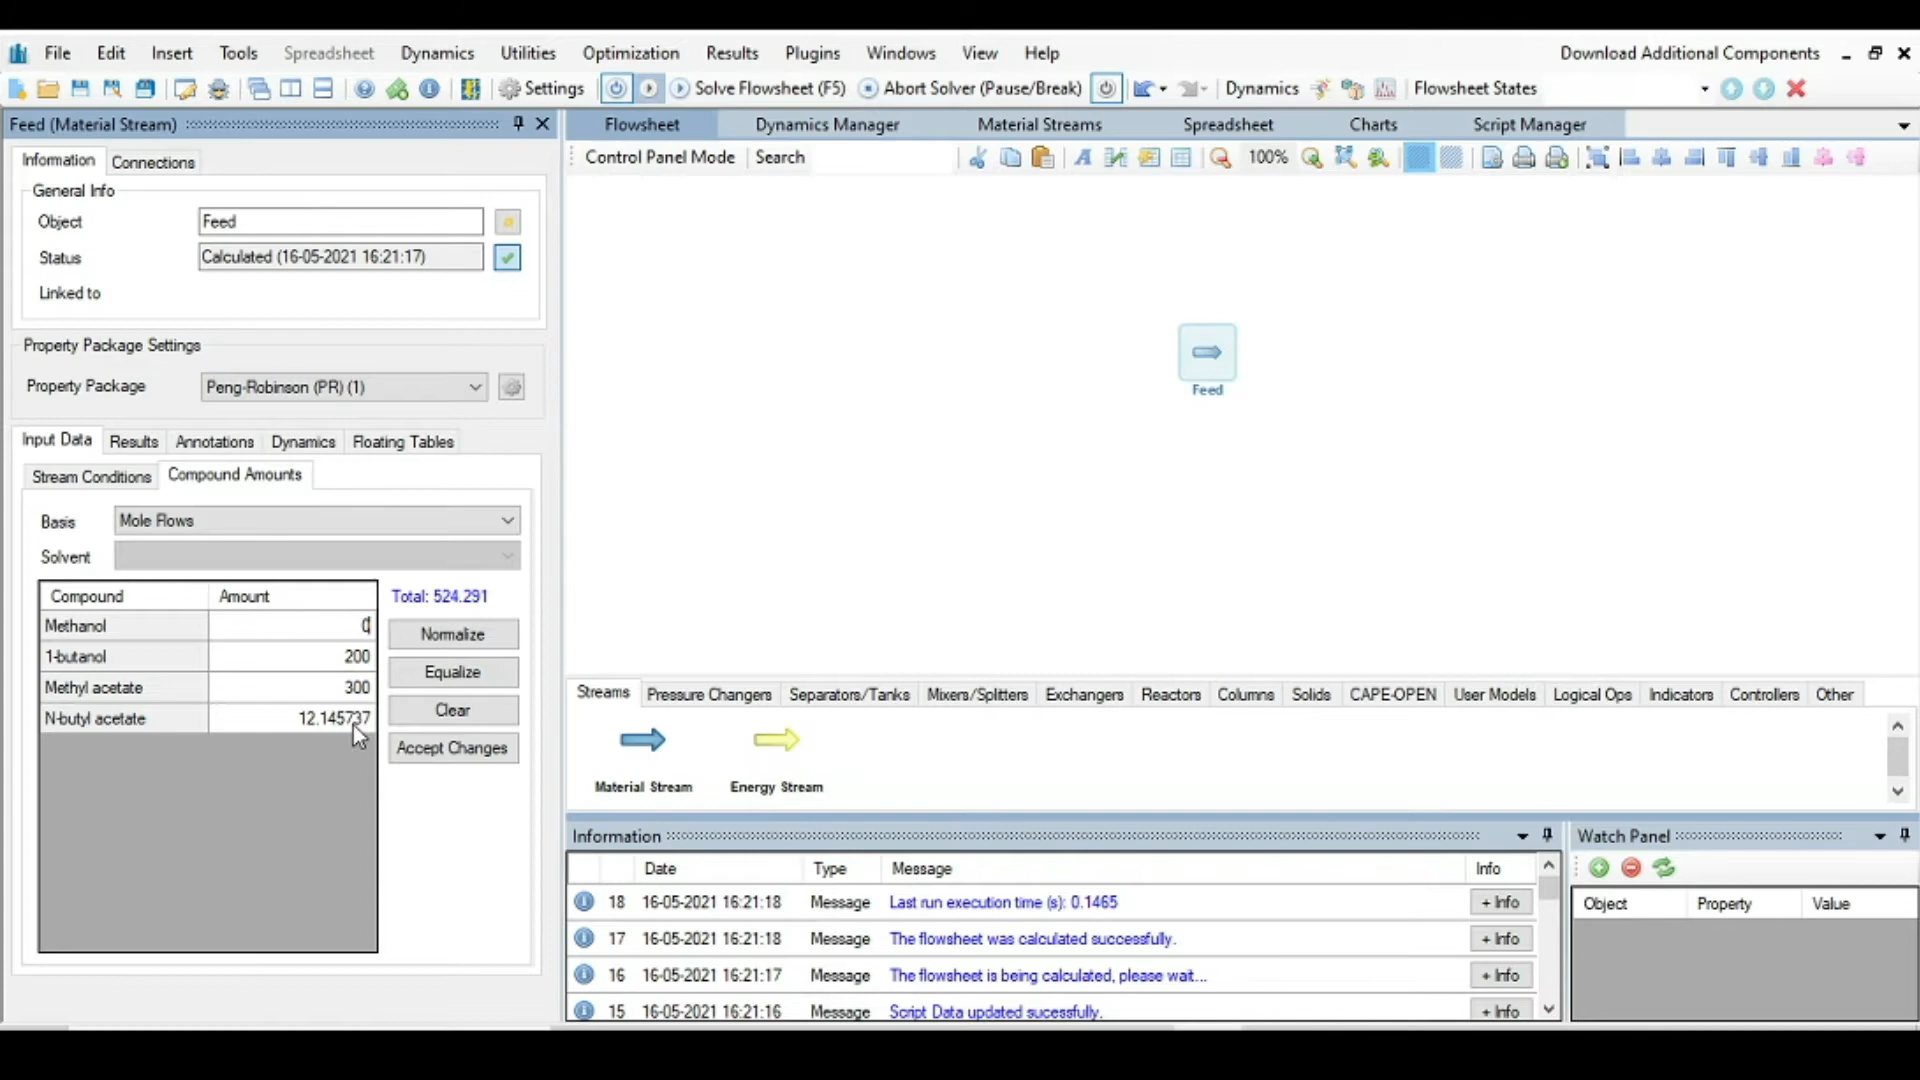 File Edit Insert Tools Spreadsheet Dynamics Utilities Optimization Results Plugins Windows View Help Download Additional Components
Settings Solve Flowsheet (F5) Abort Solver (Pause/Break) Dynamics Flowsheet States
Feed (Material Stream)
Information Connections
General Info
Object Feed
Status Calculated (16-05-2021 16:21:17)
Linked to
Property Package Settings
Property Package Peng-Robinson (PR) (1)
Input Data Results Annotations Dynamics Floating Tables
Stream Conditions Compound Amounts
Basis Mole Flows
Solvent
Compound Amount
Methanol 0
1-butanol 200
Methyl acetate 300
N-butyl acetate 12.145737
Total: 524.291
Normalize
Equalize
Clear
Accept Changes
Flowsheet Dynamics Manager Material Streams Spreadsheet Charts Script Manager
Control Panel Mode Search 100%
Feed
Streams Pressure Changers Separators/Tanks Mixers/Splitters Exchangers Reactors Columns Solids CAPE-OPEN User Models Logical Ops Indicators Controllers Other
Material Stream Energy Stream
Information
Date Type Message Info
18 16-05-2021 16:21:18 Message Last run execution time (s): 0.1465 + Info
17 16-05-2021 16:21:18 Message The flowsheet was calculated successfully. + Info
16 16-05-2021 16:21:17 Message The flowsheet is being calculated, please wait... + Info
15 16-05-2021 16:21:16 Message Script Data updated sucessfully. + Info
Watch Panel
Object Property Value